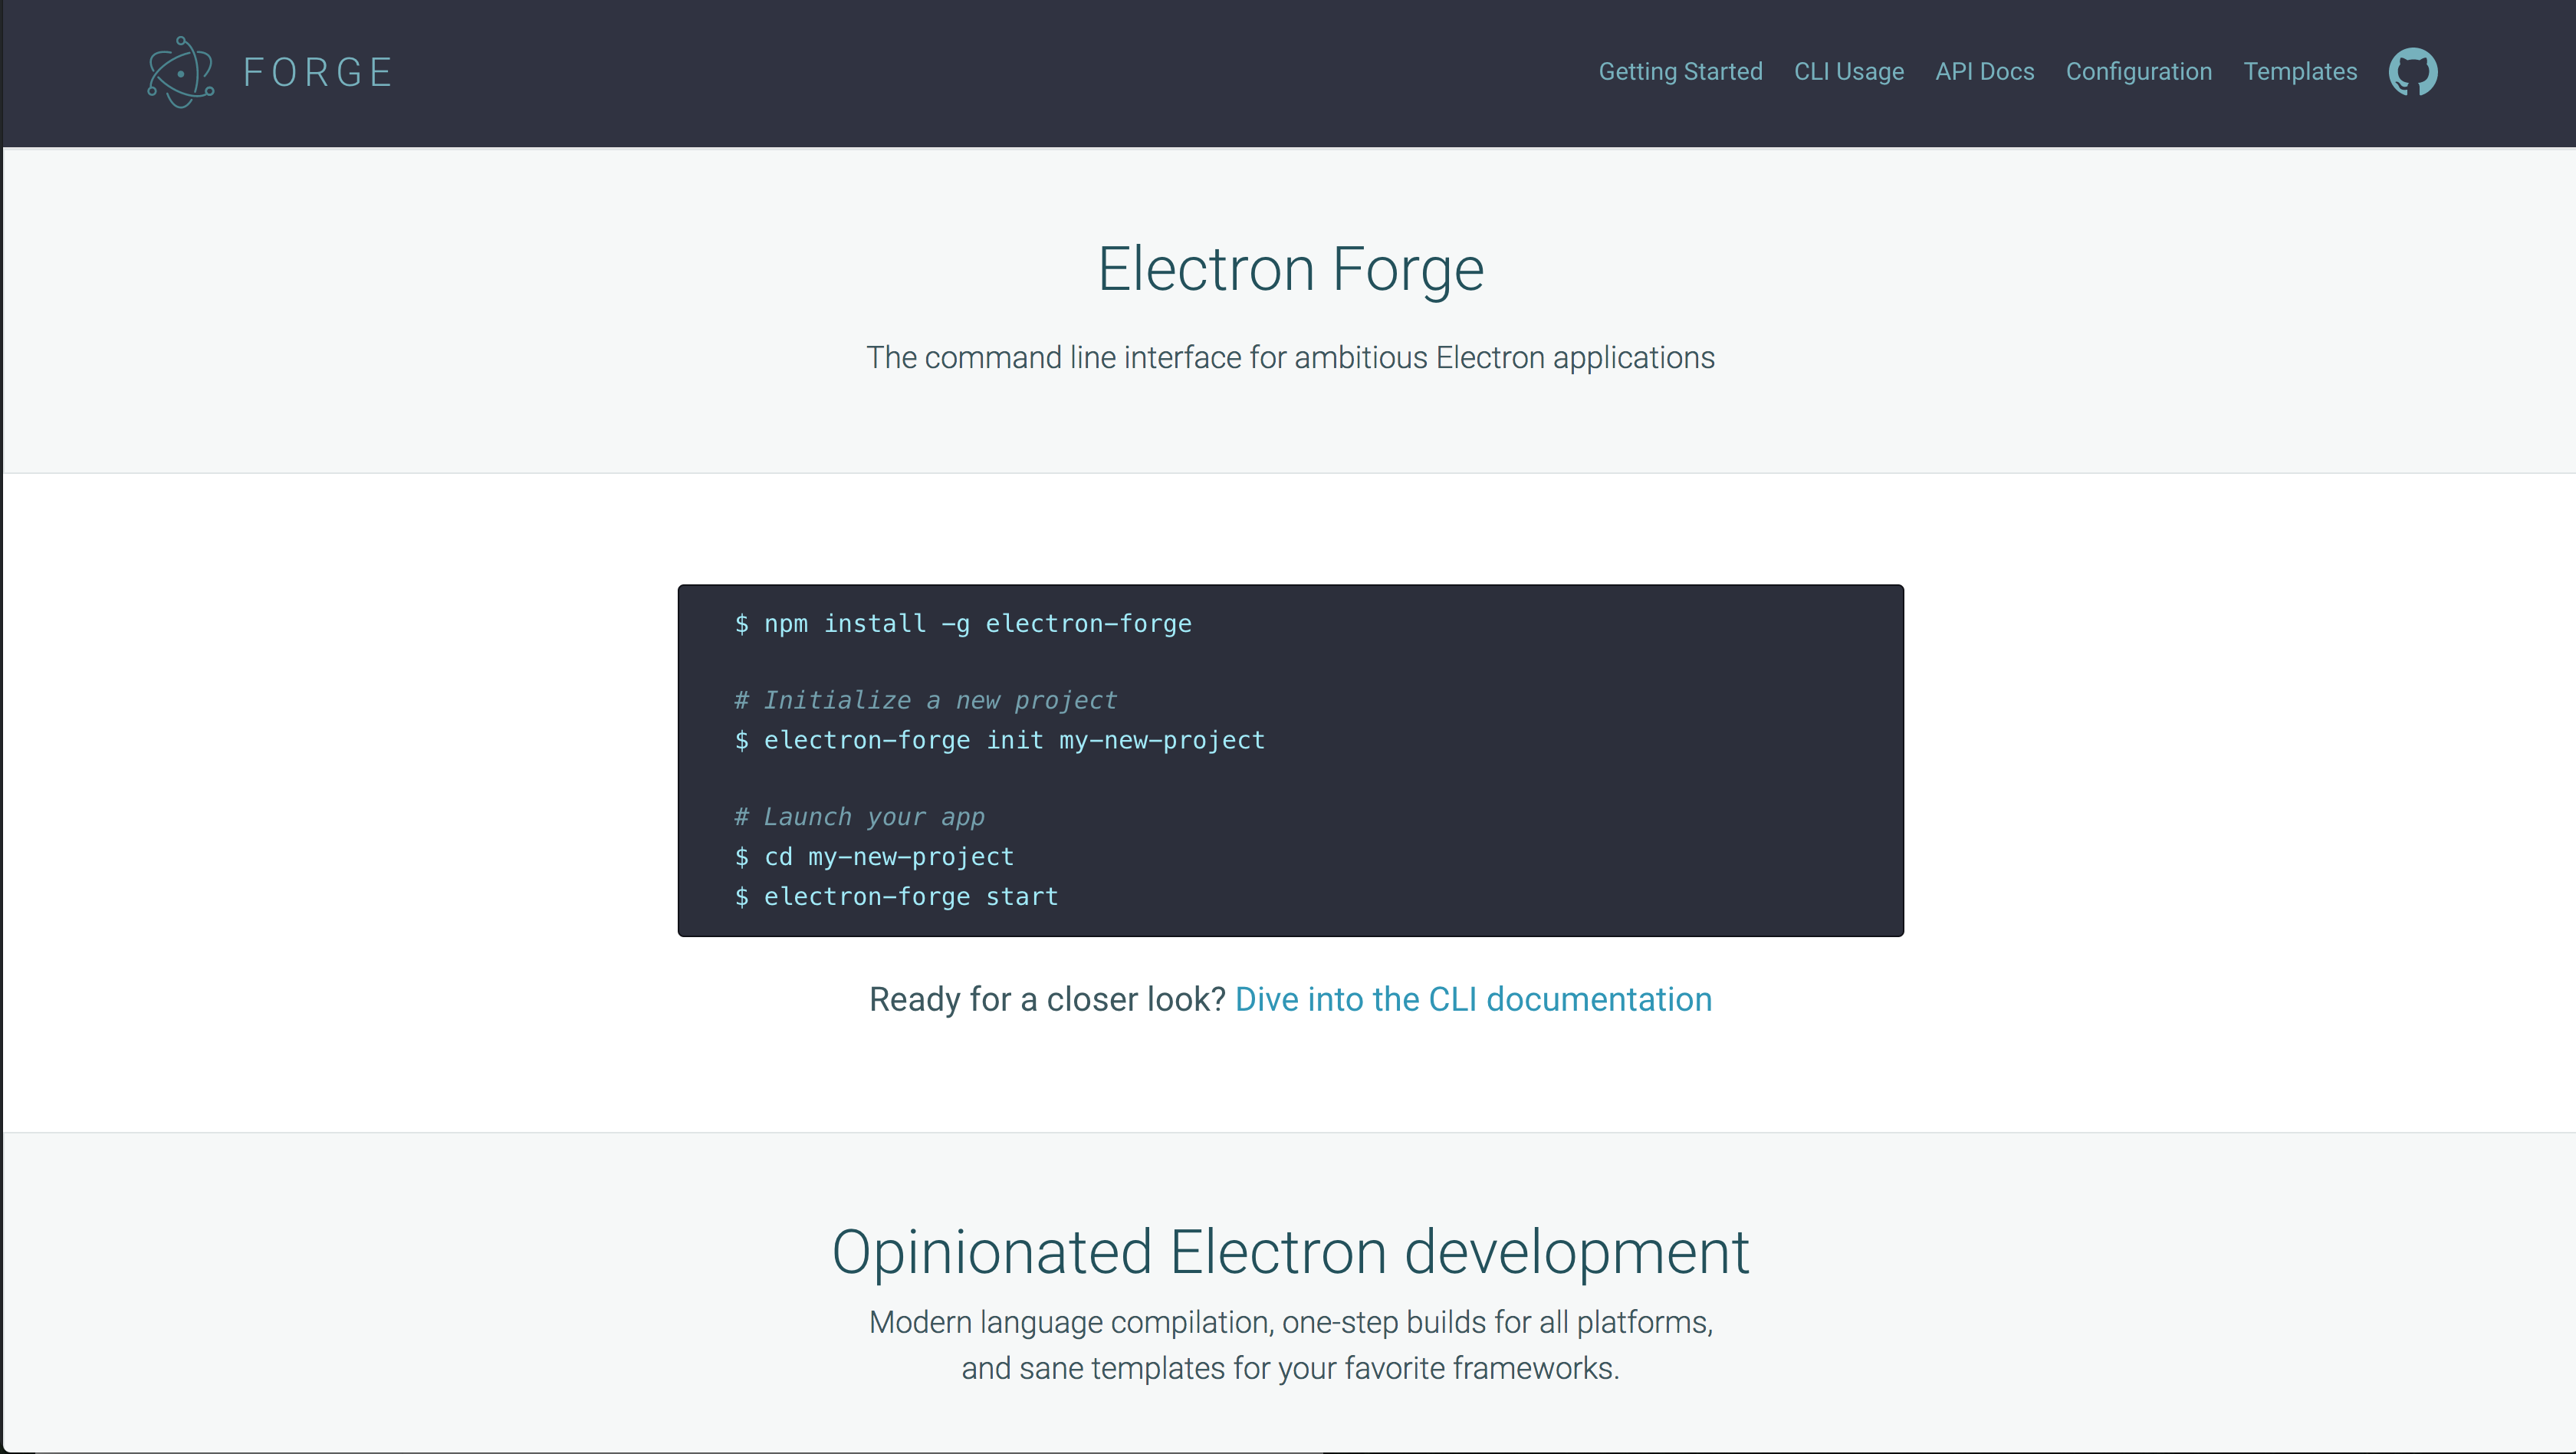 FORGE
Getting Started CLI Usage API Docs Configuration Templates
Electron Forge
The command line interface for ambitious Electron applications
$ npm install -g electron-forge
# Initialize a new project
$ electron-forge init my-new-project
# Launch your app
$ cd my-new-project
$ electron-forge start
Ready for a closer look? Dive into the CLI documentation
Opinionated Electron development
Modern language compilation, one-step builds for all platforms,
and sane templates for your favorite frameworks.